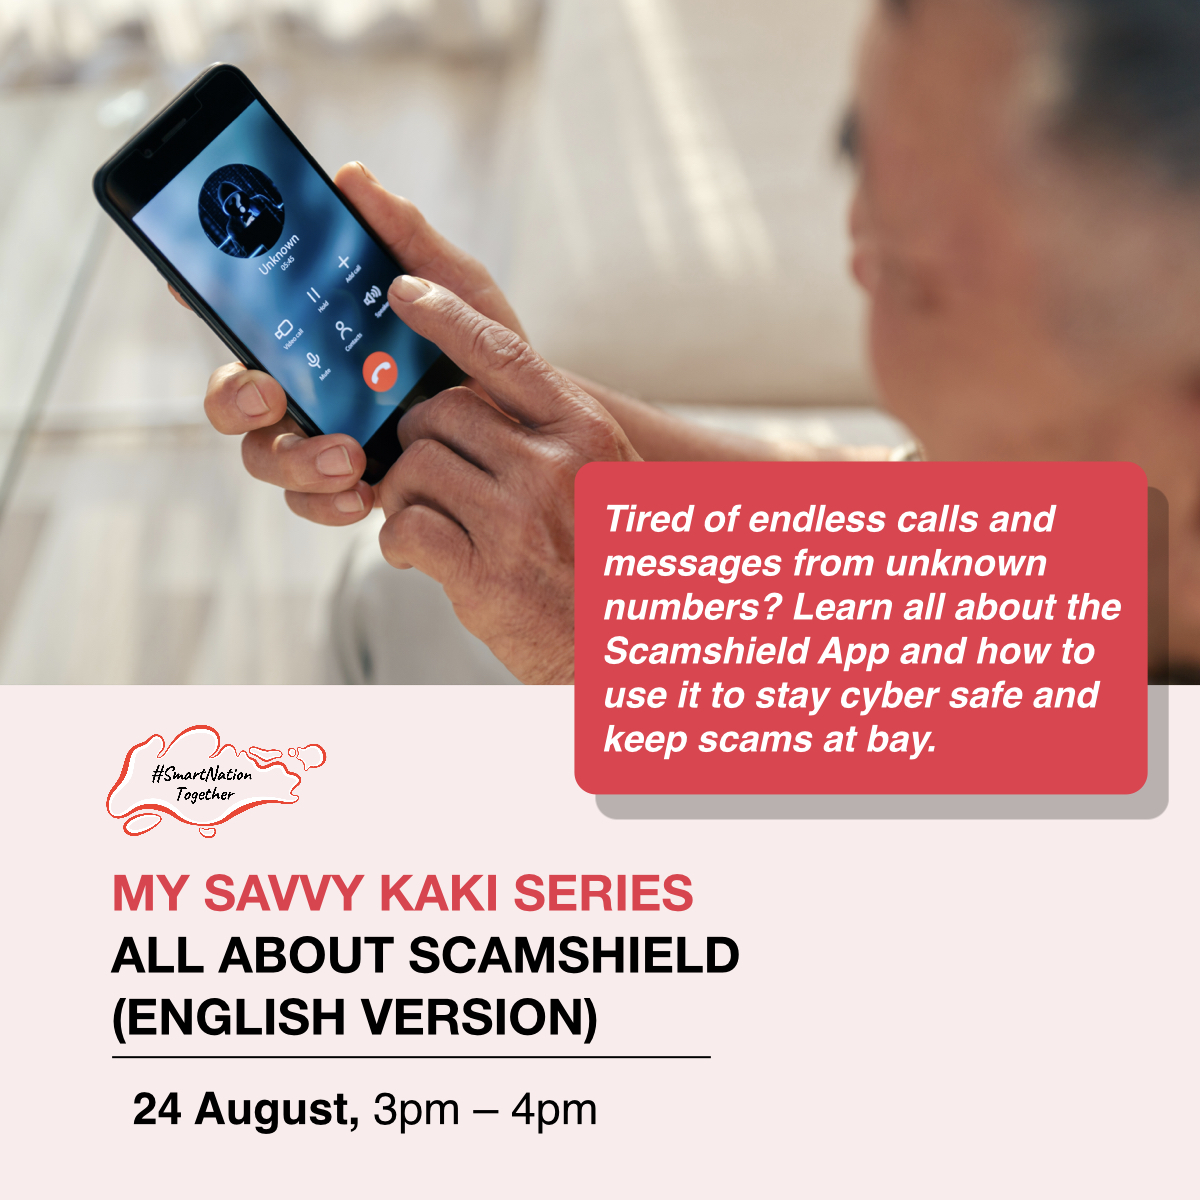 Unknown
05:45
Add call
Hold
Video call
Speaker
Contacts
Mute
Tired of endless calls and
messages from unknown
numbers? Learn all about the
Scamshield App and how to
use it to stay cyber safe and
keep scams at bay.
#SmartNation
Together
MY SAVVY KAKI SERIES
ALL ABOUT SCAMSHIELD
(ENGLISH VERSION)
24 August, 3pm – 4pm